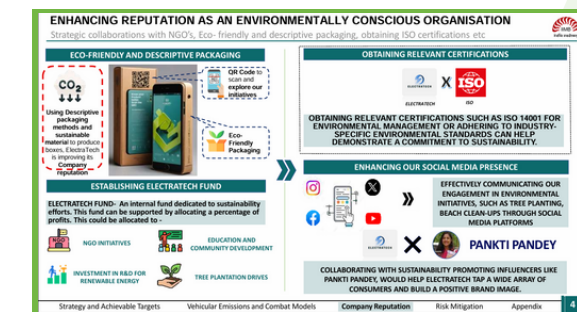 ENHANCING REPUTATION AS AN ENVIRONMENTALLY CONSCIOUS ORGANISATION
Strategic collaborations with NGO's, Eco- friendly and descriptive packaging, obtaining ISO certifications etc
ECO-FRIENDLY AND DESCRIPTIVE PACKAGING
CO2
Using Descriptive
packaging
methods and
sustainable
material to produce
boxes, ElectraTech
is improving its
Company
reputation
QR Code to
scan and
explore our
initiatives
Eco-
Friendly
Packaging
ESTABLISHING ELECTRATECH FUND
ELECTRATECH FUND- An internal fund dedicated to sustainability
efforts. This fund can be supported by allocating a percentage of
profits. This could be allocated to -
NGO INITIATIVES
EDUCATION AND
COMMUNITY DEVELOPMENT
INVESTMENT IN R&D FOR
RENEWABLE ENERGY
TREE PLANTATION DRIVES
OBTAINING RELEVANT CERTIFICATIONS
X
ISO
ELECTRATECH
ISO
OBTAINING RELEVANT CERTIFICATIONS SUCH AS ISO 14001 FOR
ENVIRONMENTAL MANAGEMENT OR ADHERING TO INDUSTRY-
SPECIFIC ENVIRONMENTAL STANDARDS CAN HELP
DEMONSTRATE A COMMITMENT TO SUSTAINABILITY.
ENHANCING OUR SOCIAL MEDIA PRESENCE
EFFECTIVELY COMMUNICATING OUR
ENGAGEMENT IN ENVIRONMENTAL
INITIATIVES, SUCH AS TREE PLANTING,
BEACH CLEAN-UPS THROUGH SOCIAL
MEDIA PLATFORMS
PANKTI PANDEY
COLLABORATING WITH SUSTAINABILITY PROMOTING INFLUENCERS LIKE
PANKTI PANDEY, WOULD HELP ELECTRATECH TAP A WIDE ARRAY OF
CONSUMERS AND BUILD A POSITIVE BRAND IMAGE.
Strategy and Achievable Targets
Vehicular Emissions and Combat Models
Company Reputation
Risk Mitigation
Appendix
4